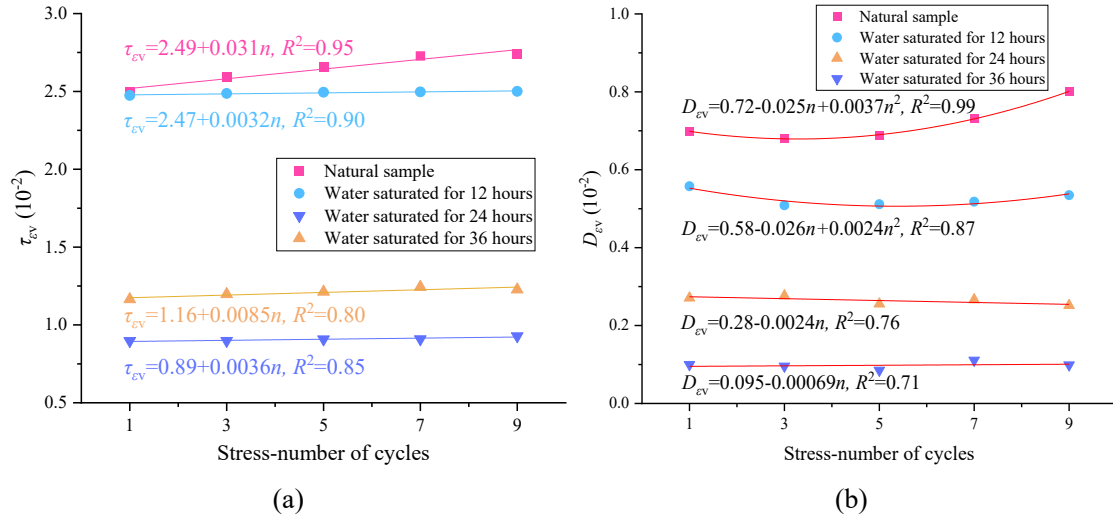 3.0
2.5
2.0
1.5
1.0
0.5
τεv (10⁻²)
τεv=2.49+0.031n, R²=0.95
τεv=2.47+0.0032n, R²=0.90
Natural sample
Water saturated for 12 hours
Water saturated for 24 hours
Water saturated for 36 hours
τεv=1.16+0.0085n, R²=0.80
τεv=0.89+0.0036n, R²=0.85
1 3 5 7 9
Stress-number of cycles
(a)
1.0
0.8
0.6
0.4
0.2
0.0
Dεv (10⁻²)
Natural sample
Water saturated for 12 hours
Water saturated for 24 hours
Water saturated for 36 hours
Dεv=0.72-0.025n+0.0037n², R²=0.99
Dεv=0.58-0.026n+0.0024n², R²=0.87
Dεv=0.28-0.0024n, R²=0.76
Dεv=0.095-0.00069n, R²=0.71
1 3 5 7 9
Stress-number of cycles
(b)